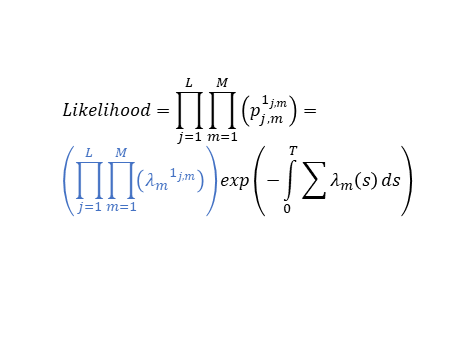 Likelihood = ∏_{j=1}^{L} ∏_{m=1}^{M} (p_{j,m}^{1_{j,m}}) =
(∏_{j=1}^{L} ∏_{m=1}^{M} (λ_m^{1_{j,m}})) exp(− ∫_0^T ∑ λ_m(s) ds)